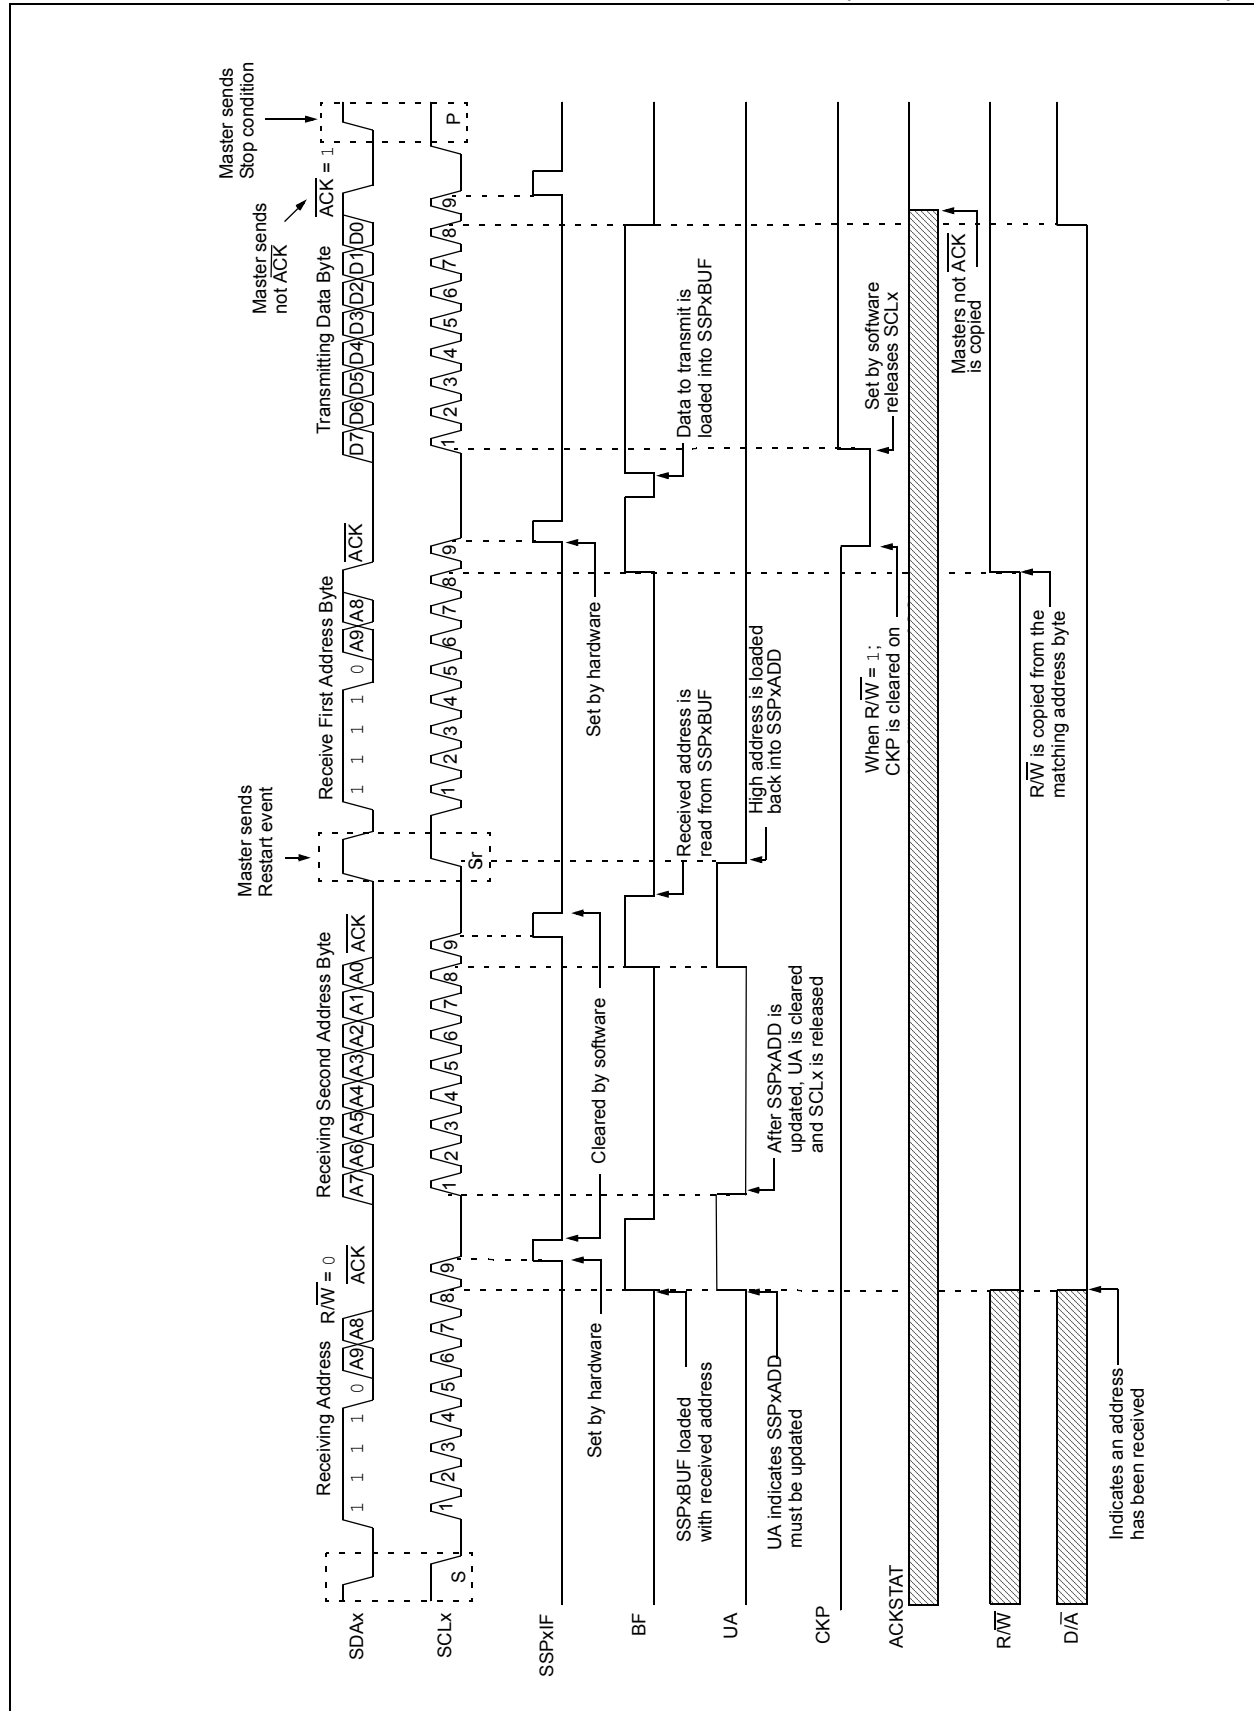 Master sends
Restart event
Master sends
not A̅C̅K̅
Master sends
Stop condition
Receiving Address
R/W̅ = 0
Receiving Second Address Byte
Receive First Address Byte
Transmitting Data Byte
A̅C̅K̅ = 1
SDAx
1 1 1 1 0 A9 A8 A̅C̅K̅ A7 A6 A5 A4 A3 A2 A1 A0 A̅C̅K̅ 1 1 1 1 0 A9 A8 A̅C̅K̅ D7 D6 D5 D4 D3 D2 D1 D0
SCLx
S 1 2 3 4 5 6 7 8 9 1 2 3 4 5 6 7 8 9 Sr 1 2 3 4 5 6 7 8 9 1 2 3 4 5 6 7 8 9 P
SSPxIF
Set by hardware
Cleared by software
Set by hardware
BF
SSPxBUF loaded
with received address
Received address is
read from SSPxBUF
Data to transmit is
loaded into SSPxBUF
UA
UA indicates SSPxADD
must be updated
After SSPxADD is
updated, UA is cleared
and SCLx is released
High address is loaded
back into SSPxADD
CKP
When R/W̅ = 1;
CKP is cleared on
Set by software
releases SCLx
ACKSTAT
Masters not A̅C̅K̅
is copied
R/W̅
R/W̅ is copied from the
matching address byte
D/A̅
Indicates an address
has been received